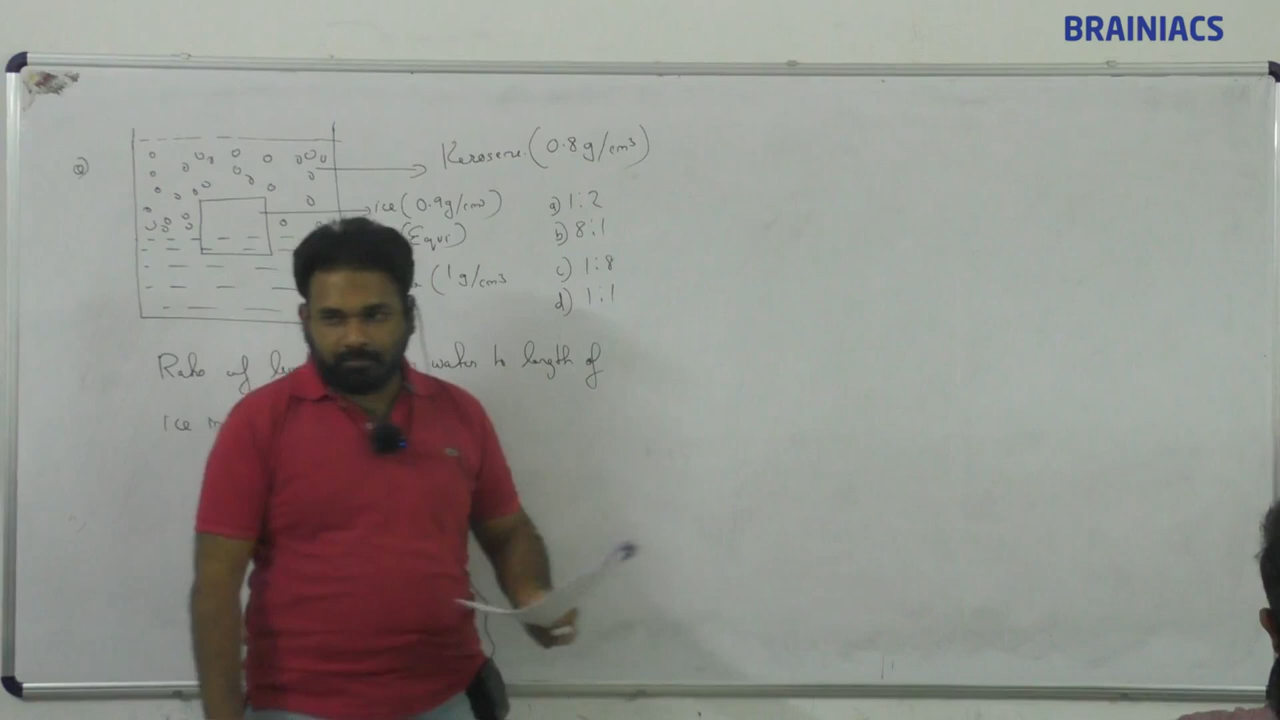 BRAINIACS
Q)
Kerosene (0.8 g/cm³)
ice (0.9 g/cm³)
(Equi)
(1 g/cm³
a) 1:2
b) 8:1
c) 1:8
d) 1:1
Ratio of water to length of
ice